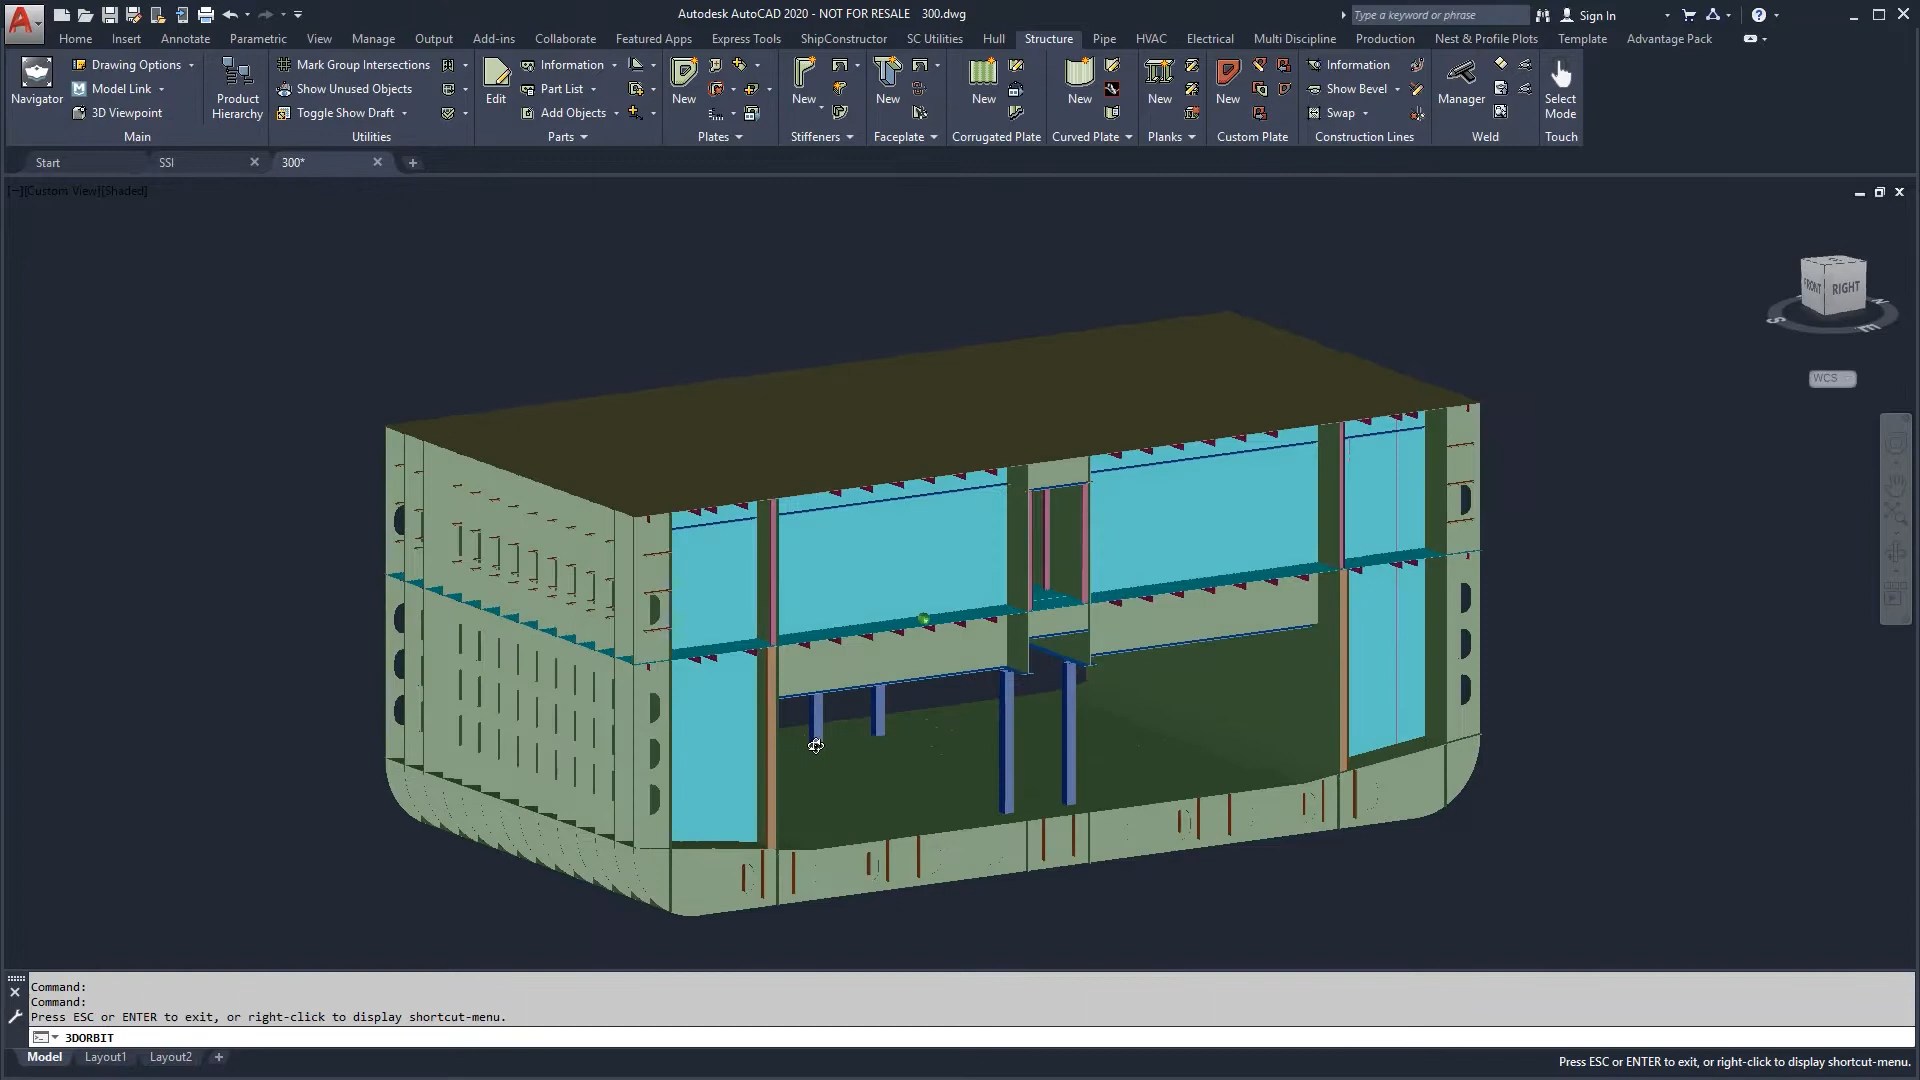 Autodesk AutoCAD 2020 - NOT FOR RESALE 300.dwg
Type a keyword or phrase
Sign In
Home Insert Annotate Parametric View Manage Output Add-ins Collaborate Featured Apps Express Tools ShipConstructor SC Utilities Hull Structure Pipe HVAC Electrical Multi Discipline Production Nest & Profile Plots Template Advantage Pack
Navigator
Drawing Options
Model Link
3D Viewpoint
Main
Product
Hierarchy
Mark Group Intersections
Show Unused Objects
Toggle Show Draft
Utilities
Edit
Information
Part List
Add Objects
Parts
New
Plates
New
Stiffeners
New
Faceplate
New
Corrugated Plate
New
Curved Plate
New
Planks
New
Custom Plate
Information
Show Bevel
Swap
Construction Lines
Manager
Weld
Select
Mode
Touch
Start
SSI
300*
[—][Custom View][Shaded]
FRONT
RIGHT
S
E
N
WCS
Command:
Command:
Press ESC or ENTER to exit, or right-click to display shortcut-menu.
3DORBIT
Model Layout1 Layout2
Press ESC or ENTER to exit, or right-click to display shortcut-menu.